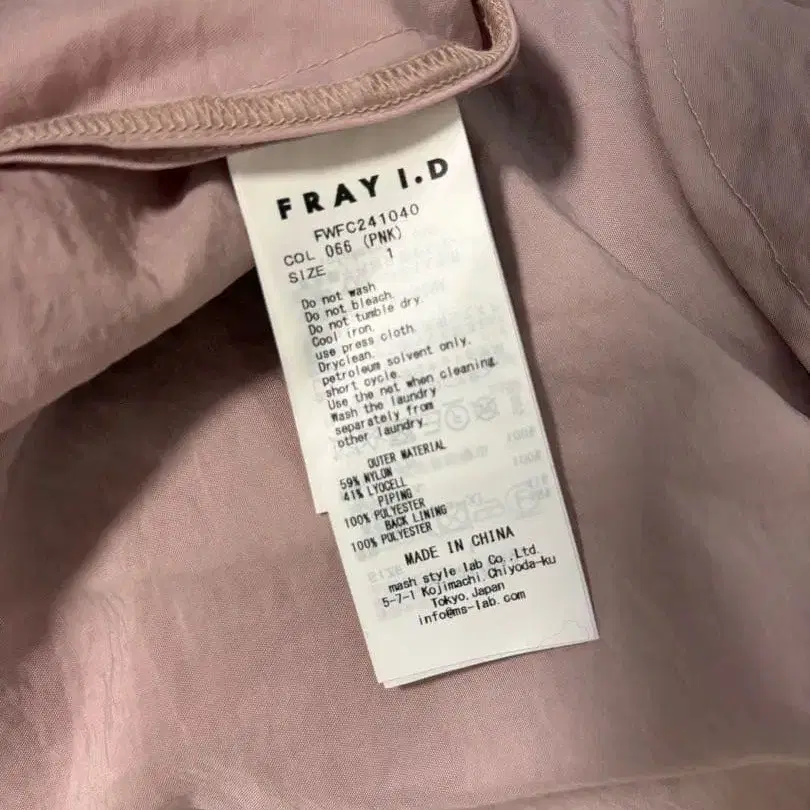 FRAY I.D
FWFC241040
COL 066 (PNK)
SIZE 1
Do not wash
Do not bleach.
Do not tumble dry.
Cool iron.
use press cloth.
Dryclean.
petroleum solvent only.
short cycle.
Use the net when cleaning.
Wash the laundry
separately from
other laundry.
OUTER MATERIAL
59% NYLON
41% LYOCELL
PIPING
100% POLYESTER
BACK LINING
100% POLYESTER
MADE IN CHINA
mash style lab Co.,Ltd.
5-7-1 Kojimachi,Chiyoda-ku
Tokyo,Japan
info@ms-lab.com